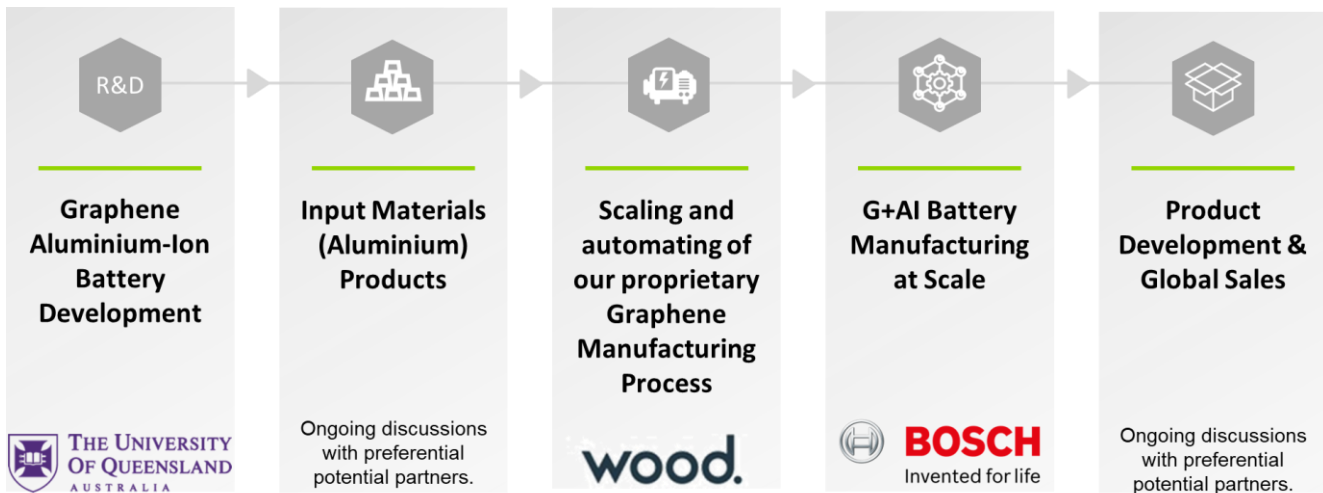 R&D
Graphene
Aluminium-Ion
Battery
Development
THE UNIVERSITY
OF QUEENSLAND
AUSTRALIA
Input Materials
(Aluminium)
Products
Ongoing discussions
with preferential
potential partners.
Scaling and
automating of
our proprietary
Graphene
Manufacturing
Process
wood.
G+AI Battery
Manufacturing
at Scale
BOSCH
Invented for life
Product
Development &
Global Sales
Ongoing discussions
with preferential
potential partners.